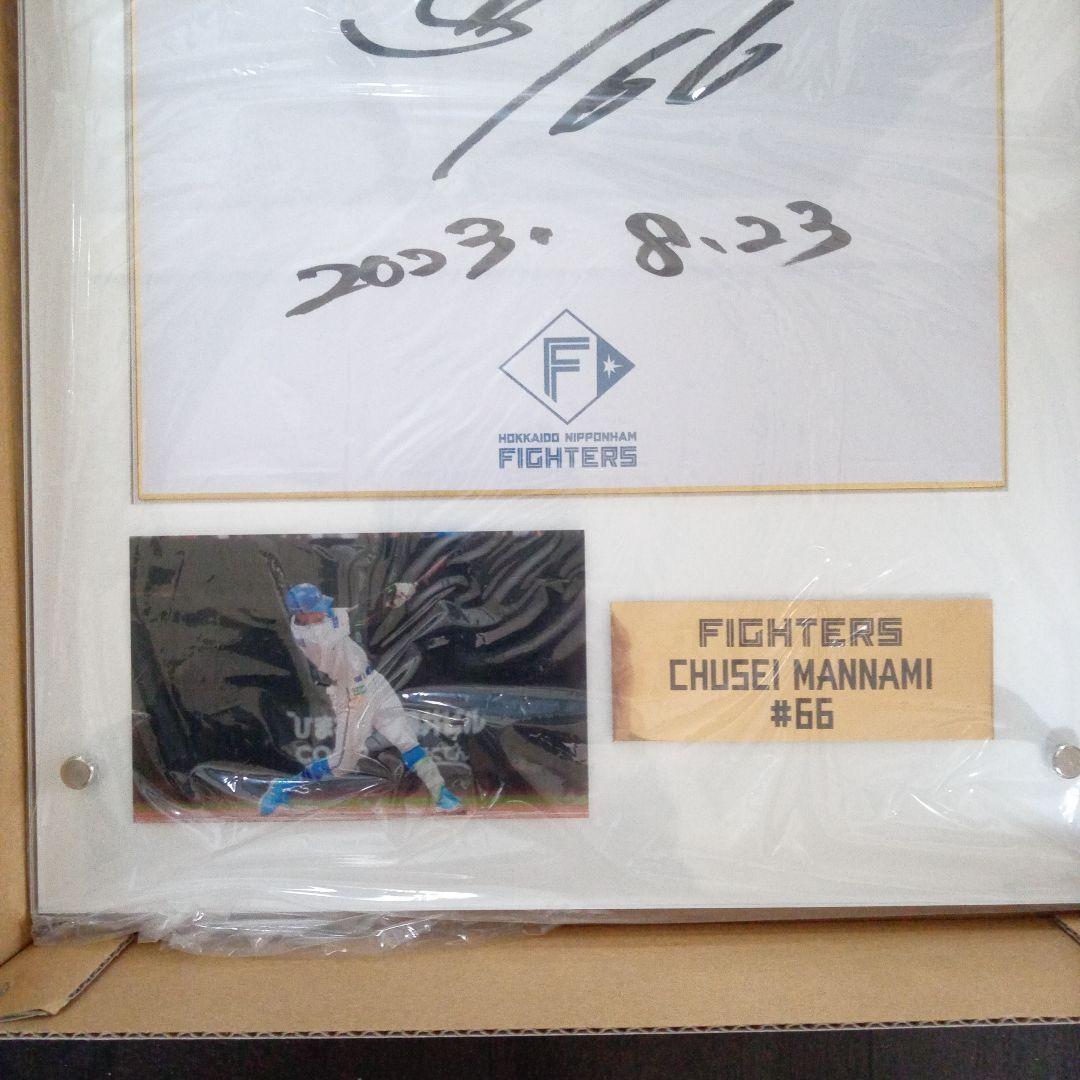 /66
2023. 8.23
F
HOKKAIDO NIPPONHAM
FIGHTERS
FIGHTERS
CHUSEI MANNAMI
#66